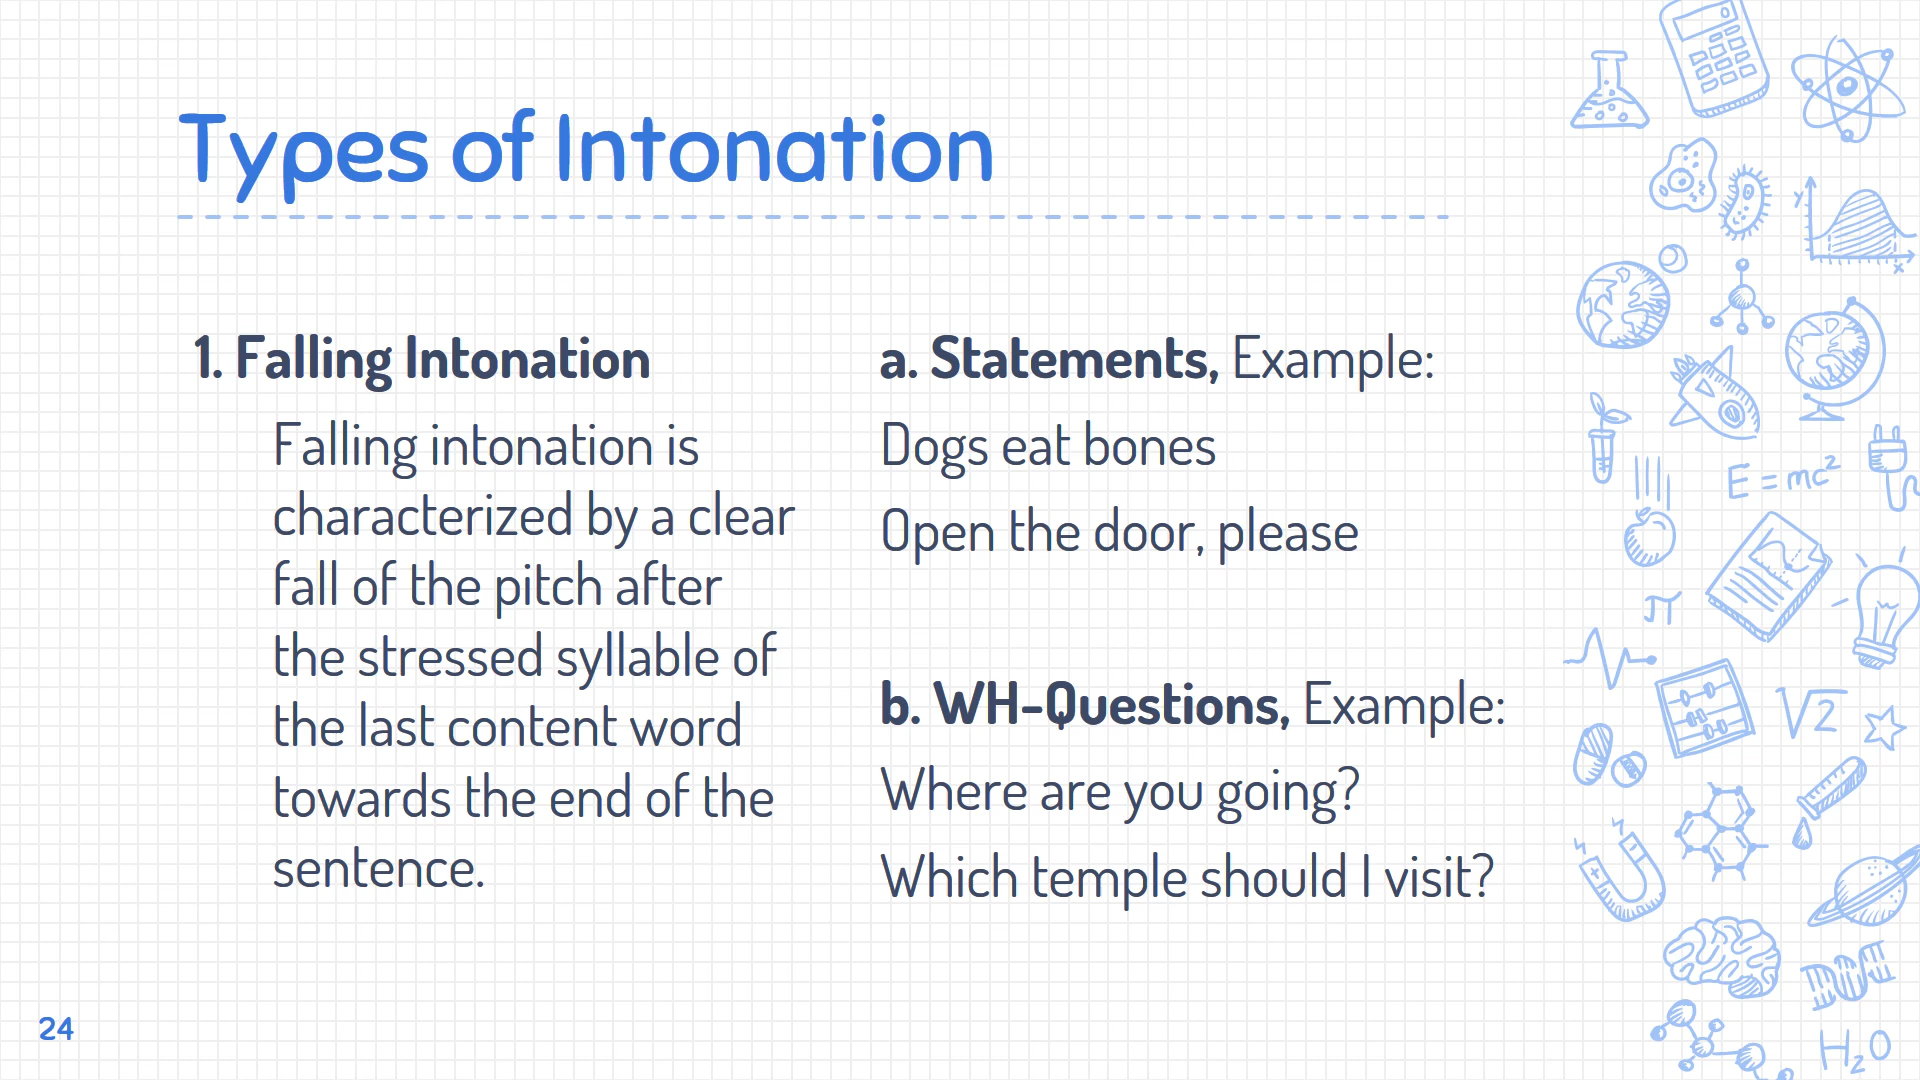 Types of Intonation
1. Falling Intonation
Falling intonation is
characterized by a clear
fall of the pitch after
the stressed syllable of
the last content word
towards the end of the
sentence.
a. Statements, Example:
Dogs eat bones
Open the door, please
b. WH-Questions, Example:
Where are you going?
Which temple should I visit?
24
y
x
E = mc²
π
√2
H₂O